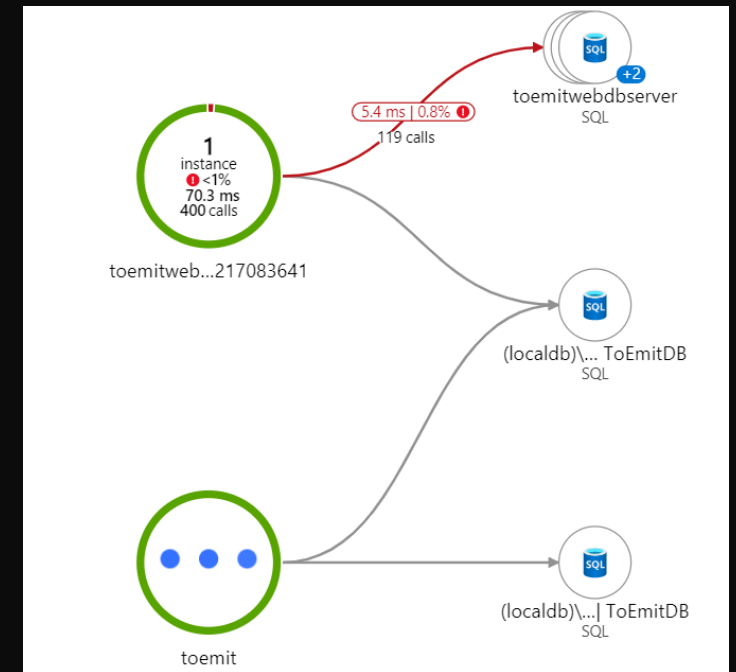 SQL
+2
toemitwebdbserver
SQL
5.4 ms | 0.8% !
119 calls
1
instance
! <1%
70.3 ms
400 calls
toemitweb...217083641
SQL
(localdb)\... ToEmitDB
SQL
SQL
(localdb)\...| ToEmitDB
SQL
toemit